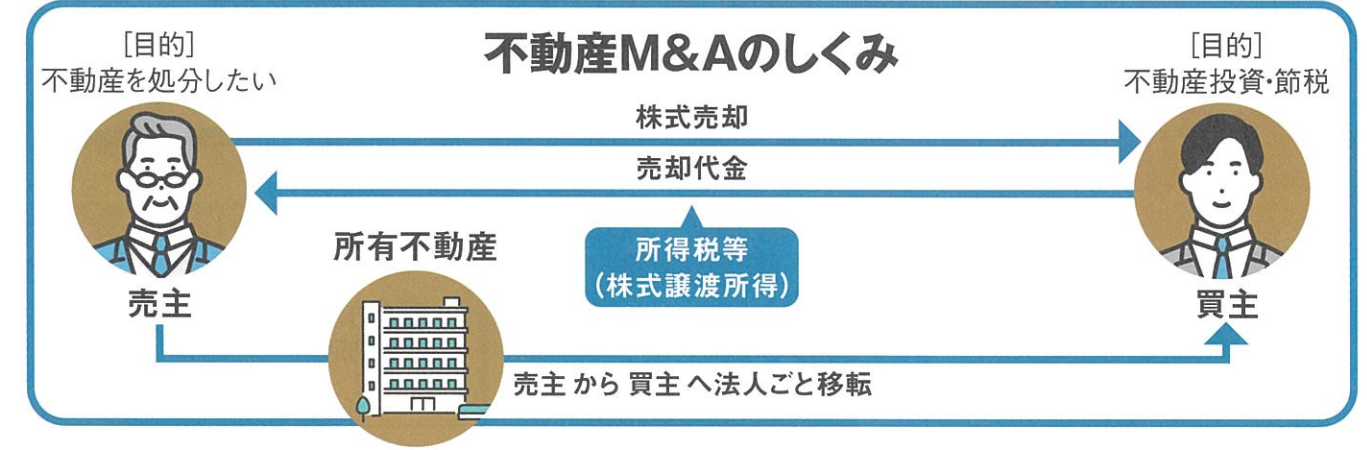 不動産M&Aのしくみ
[目的]
不動産を処分したい
売主
[目的]
不動産投資・節税
買主
株式売却
売却代金
所得税等
(株式譲渡所得)
所有不動産
売主 から 買主 へ法人ごと移転